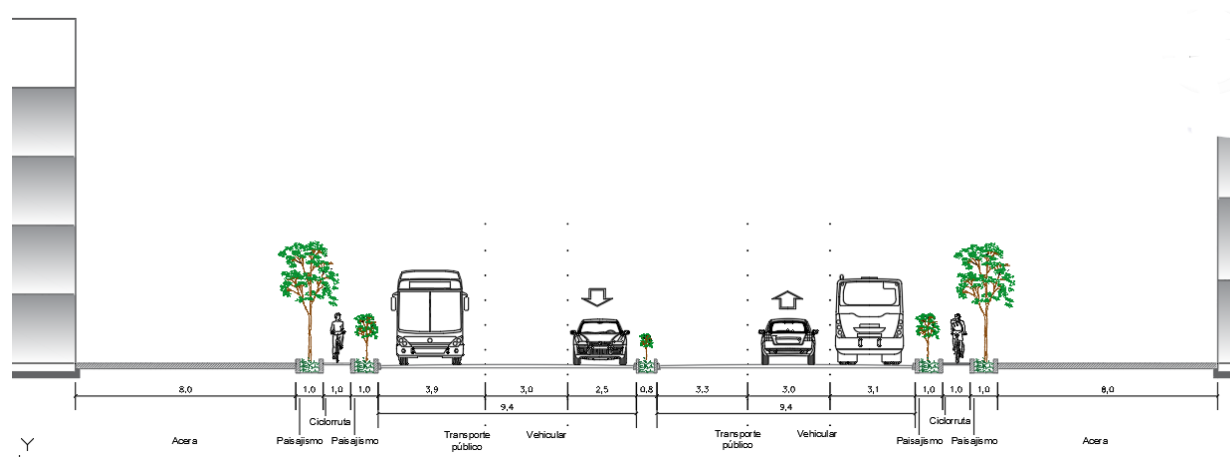 8,0 1,0 1,0 1,0 3,9 3,0 2,5 0,8 3,3 3,0 3,1 1,0 1,0 1,0 8,0
9,4 9,4
Ciclorruta Ciclorruta
Acera Paisajismo Paisajismo Transporte público Vehicular Transporte público Vehicular Paisajismo Paisajismo Acera
Y